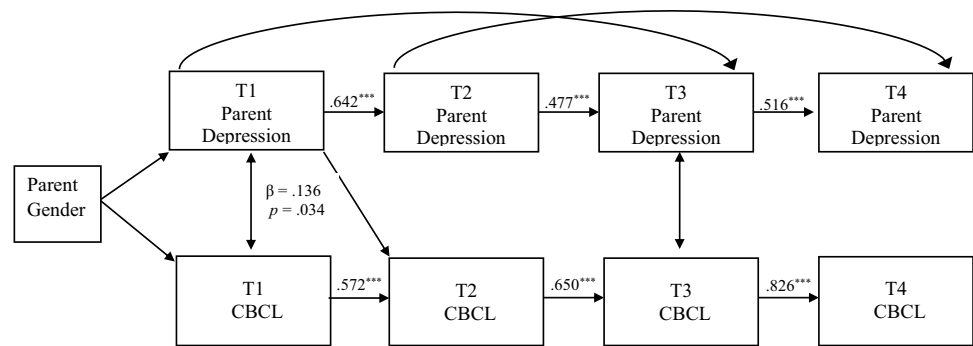 T1
Parent
Depression
.642***
T2
Parent
Depression
.477***
T3
Parent
Depression
.516***
T4
Parent
Depression
Parent
Gender
β = .136
p = .034
T1
CBCL
.572***
T2
CBCL
.650***
T3
CBCL
.826***
T4
CBCL